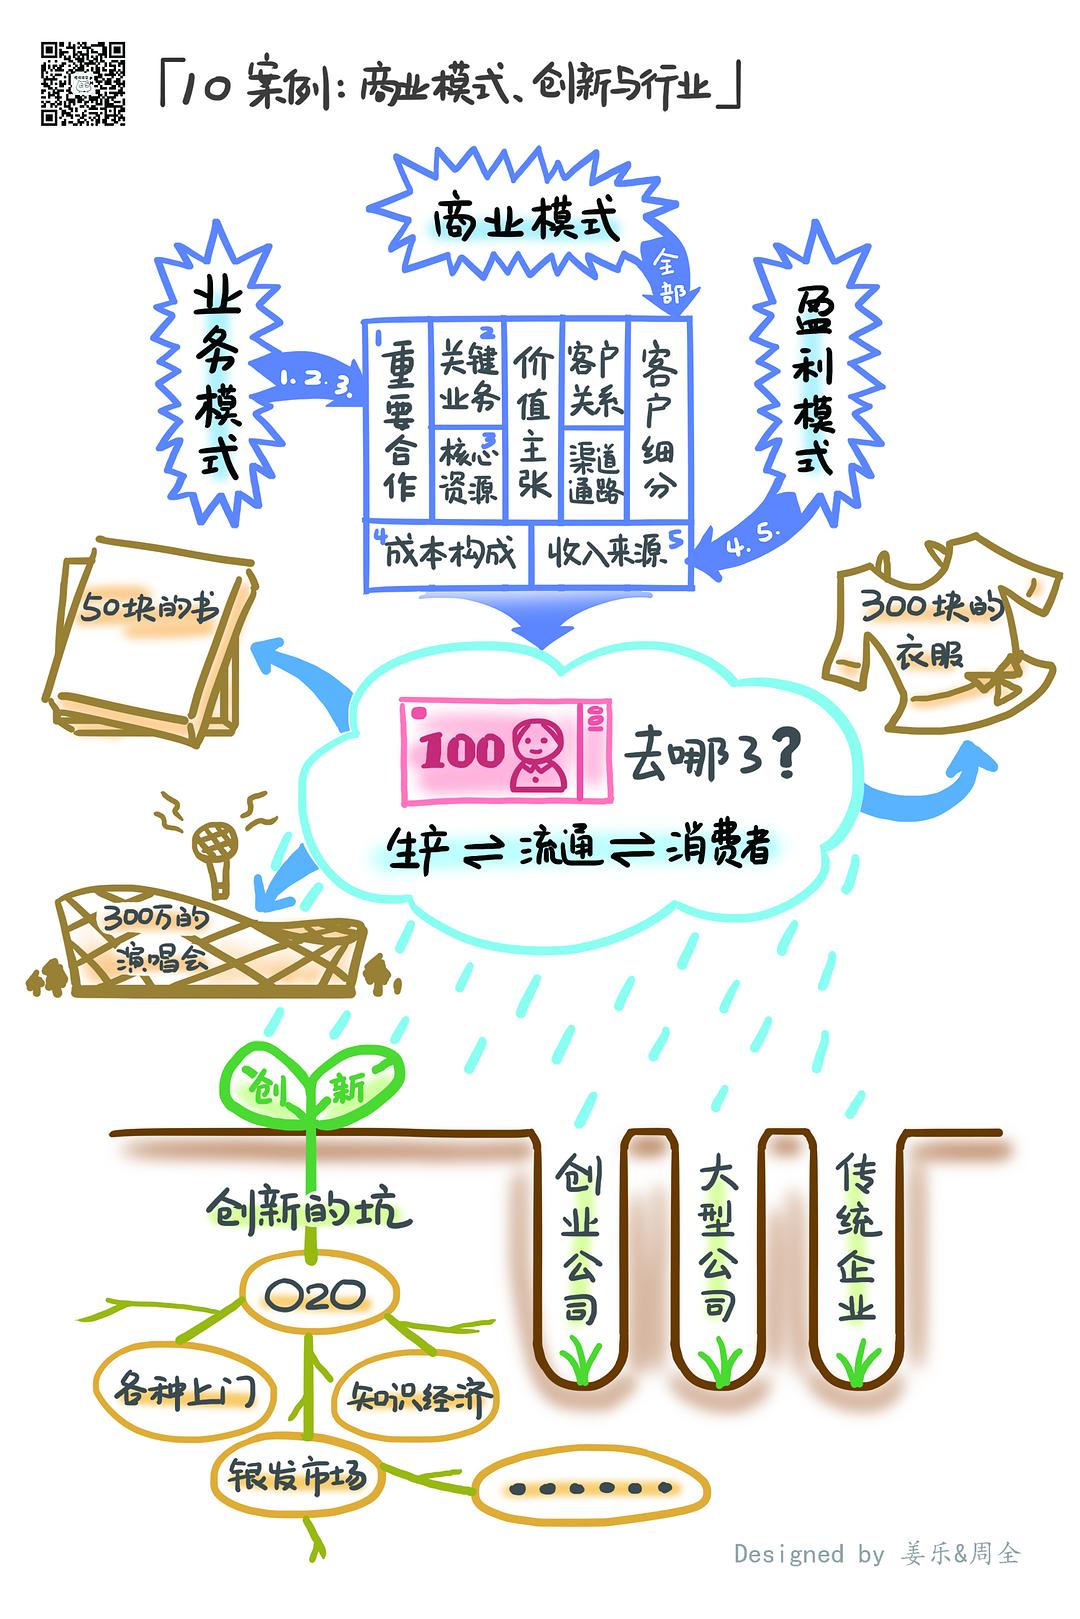 「10 案例：商业模式、创新与行业」
商业模式
全部
业务模式
1. 2. 3.
盈利模式
4. 5.
1
重要合作
2
关键
业务
3
核心
资源
价值主张
客户
关系
渠道
通路
客户细分
4
成本构成
收入来源
5
50块的书
300块的
衣服
100
100
去哪了?
生产⇌流通⇌消费者
300万的
演唱会
创新
创新的坑
O2O
各种上门
知识经济
银发市场
······
创业公司
大型公司
传统企业
Designed by 姜乐&周全